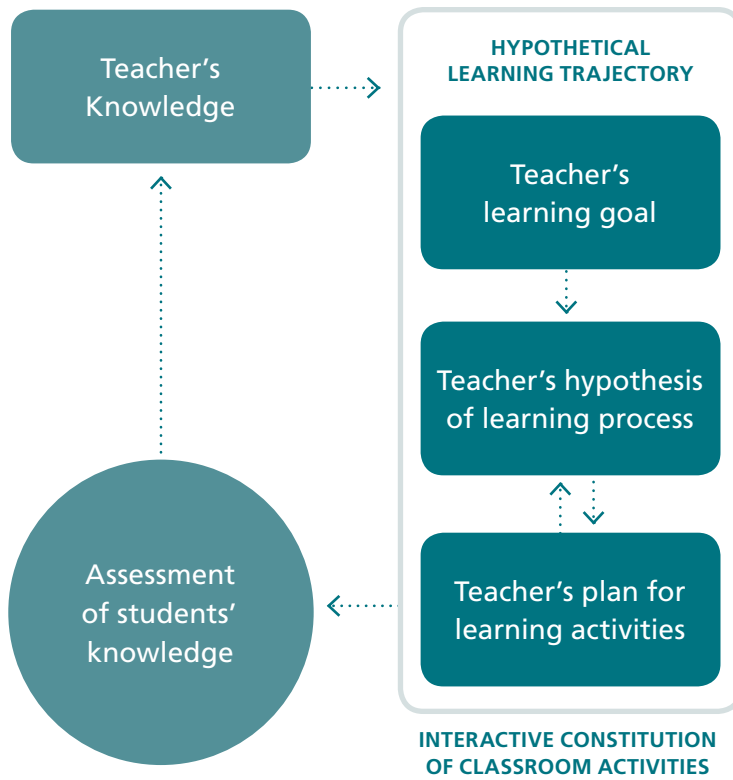 Teacher’s
Knowledge
HYPOTHETICAL
LEARNING TRAJECTORY
Teacher’s
learning goal
Teacher’s hypothesis
of learning process
Teacher’s plan for
learning activities
Assessment
of students’
knowledge
INTERACTIVE CONSTITUTION
OF CLASSROOM ACTIVITIES